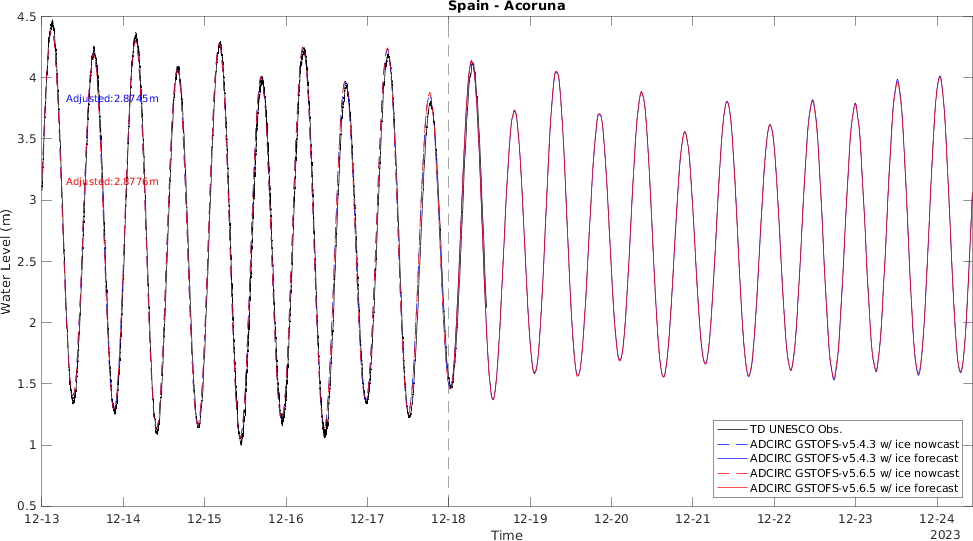 Spain - Acoruna
Water Level (m)
4.5
4
3.5
3
2.5
2
1.5
1
0.5
Adjusted:2.8745m
Adjusted:2.8776m
TD UNESCO Obs.
ADCIRC GSTOFS-v5.4.3 w/ ice nowcast
ADCIRC GSTOFS-v5.4.3 w/ ice forecast
ADCIRC GSTOFS-v5.6.5 w/ ice nowcast
ADCIRC GSTOFS-v5.6.5 w/ ice forecast
12-13 12-14 12-15 12-16 12-17 12-18 12-19 12-20 12-21 12-22 12-23 12-24
2023
Time